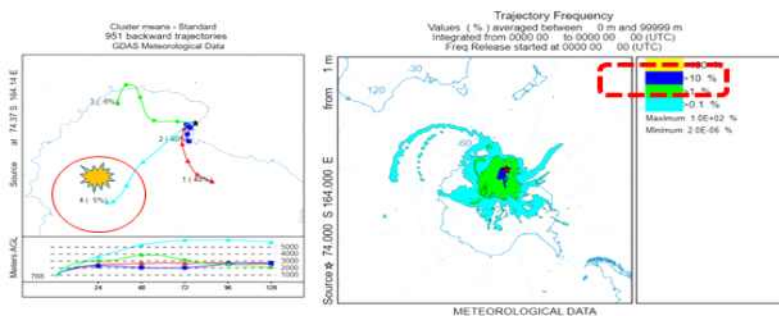 Cluster means - Standard
951 backward trajectories
GDAS Meteorological Data
Source at 74.37 S 164.14 E
Meters AGL
5000
4000
3000
2000
1000
24
48
72
96
Trajectory Frequency
Values ( % ) averaged between 0 m and 99999 m
Integrated from 0000 00 to 0000 00 00 (UTC)
Freq Release started at 0000 00 00 (UTC)
Source 74.000 S 164.000 E from 1 m
120
30
>10 %
>0.1 %
Maximum 1.0E+02 %
Minimum 2.0E-06 %
METEOROLOGICAL DATA